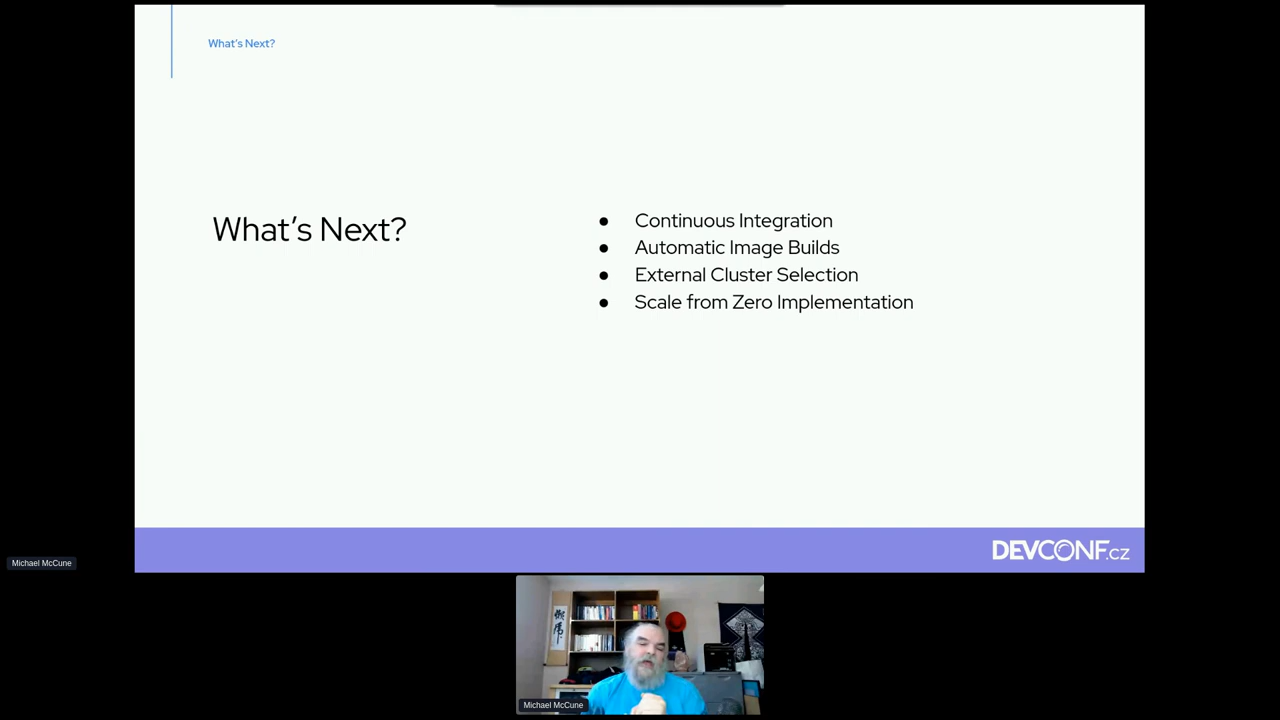 What's Next?
What's Next?
● Continuous Integration
● Automatic Image Builds
● External Cluster Selection
● Scale from Zero Implementation
DEVCONF.cz
Michael McCune
Michael McCune